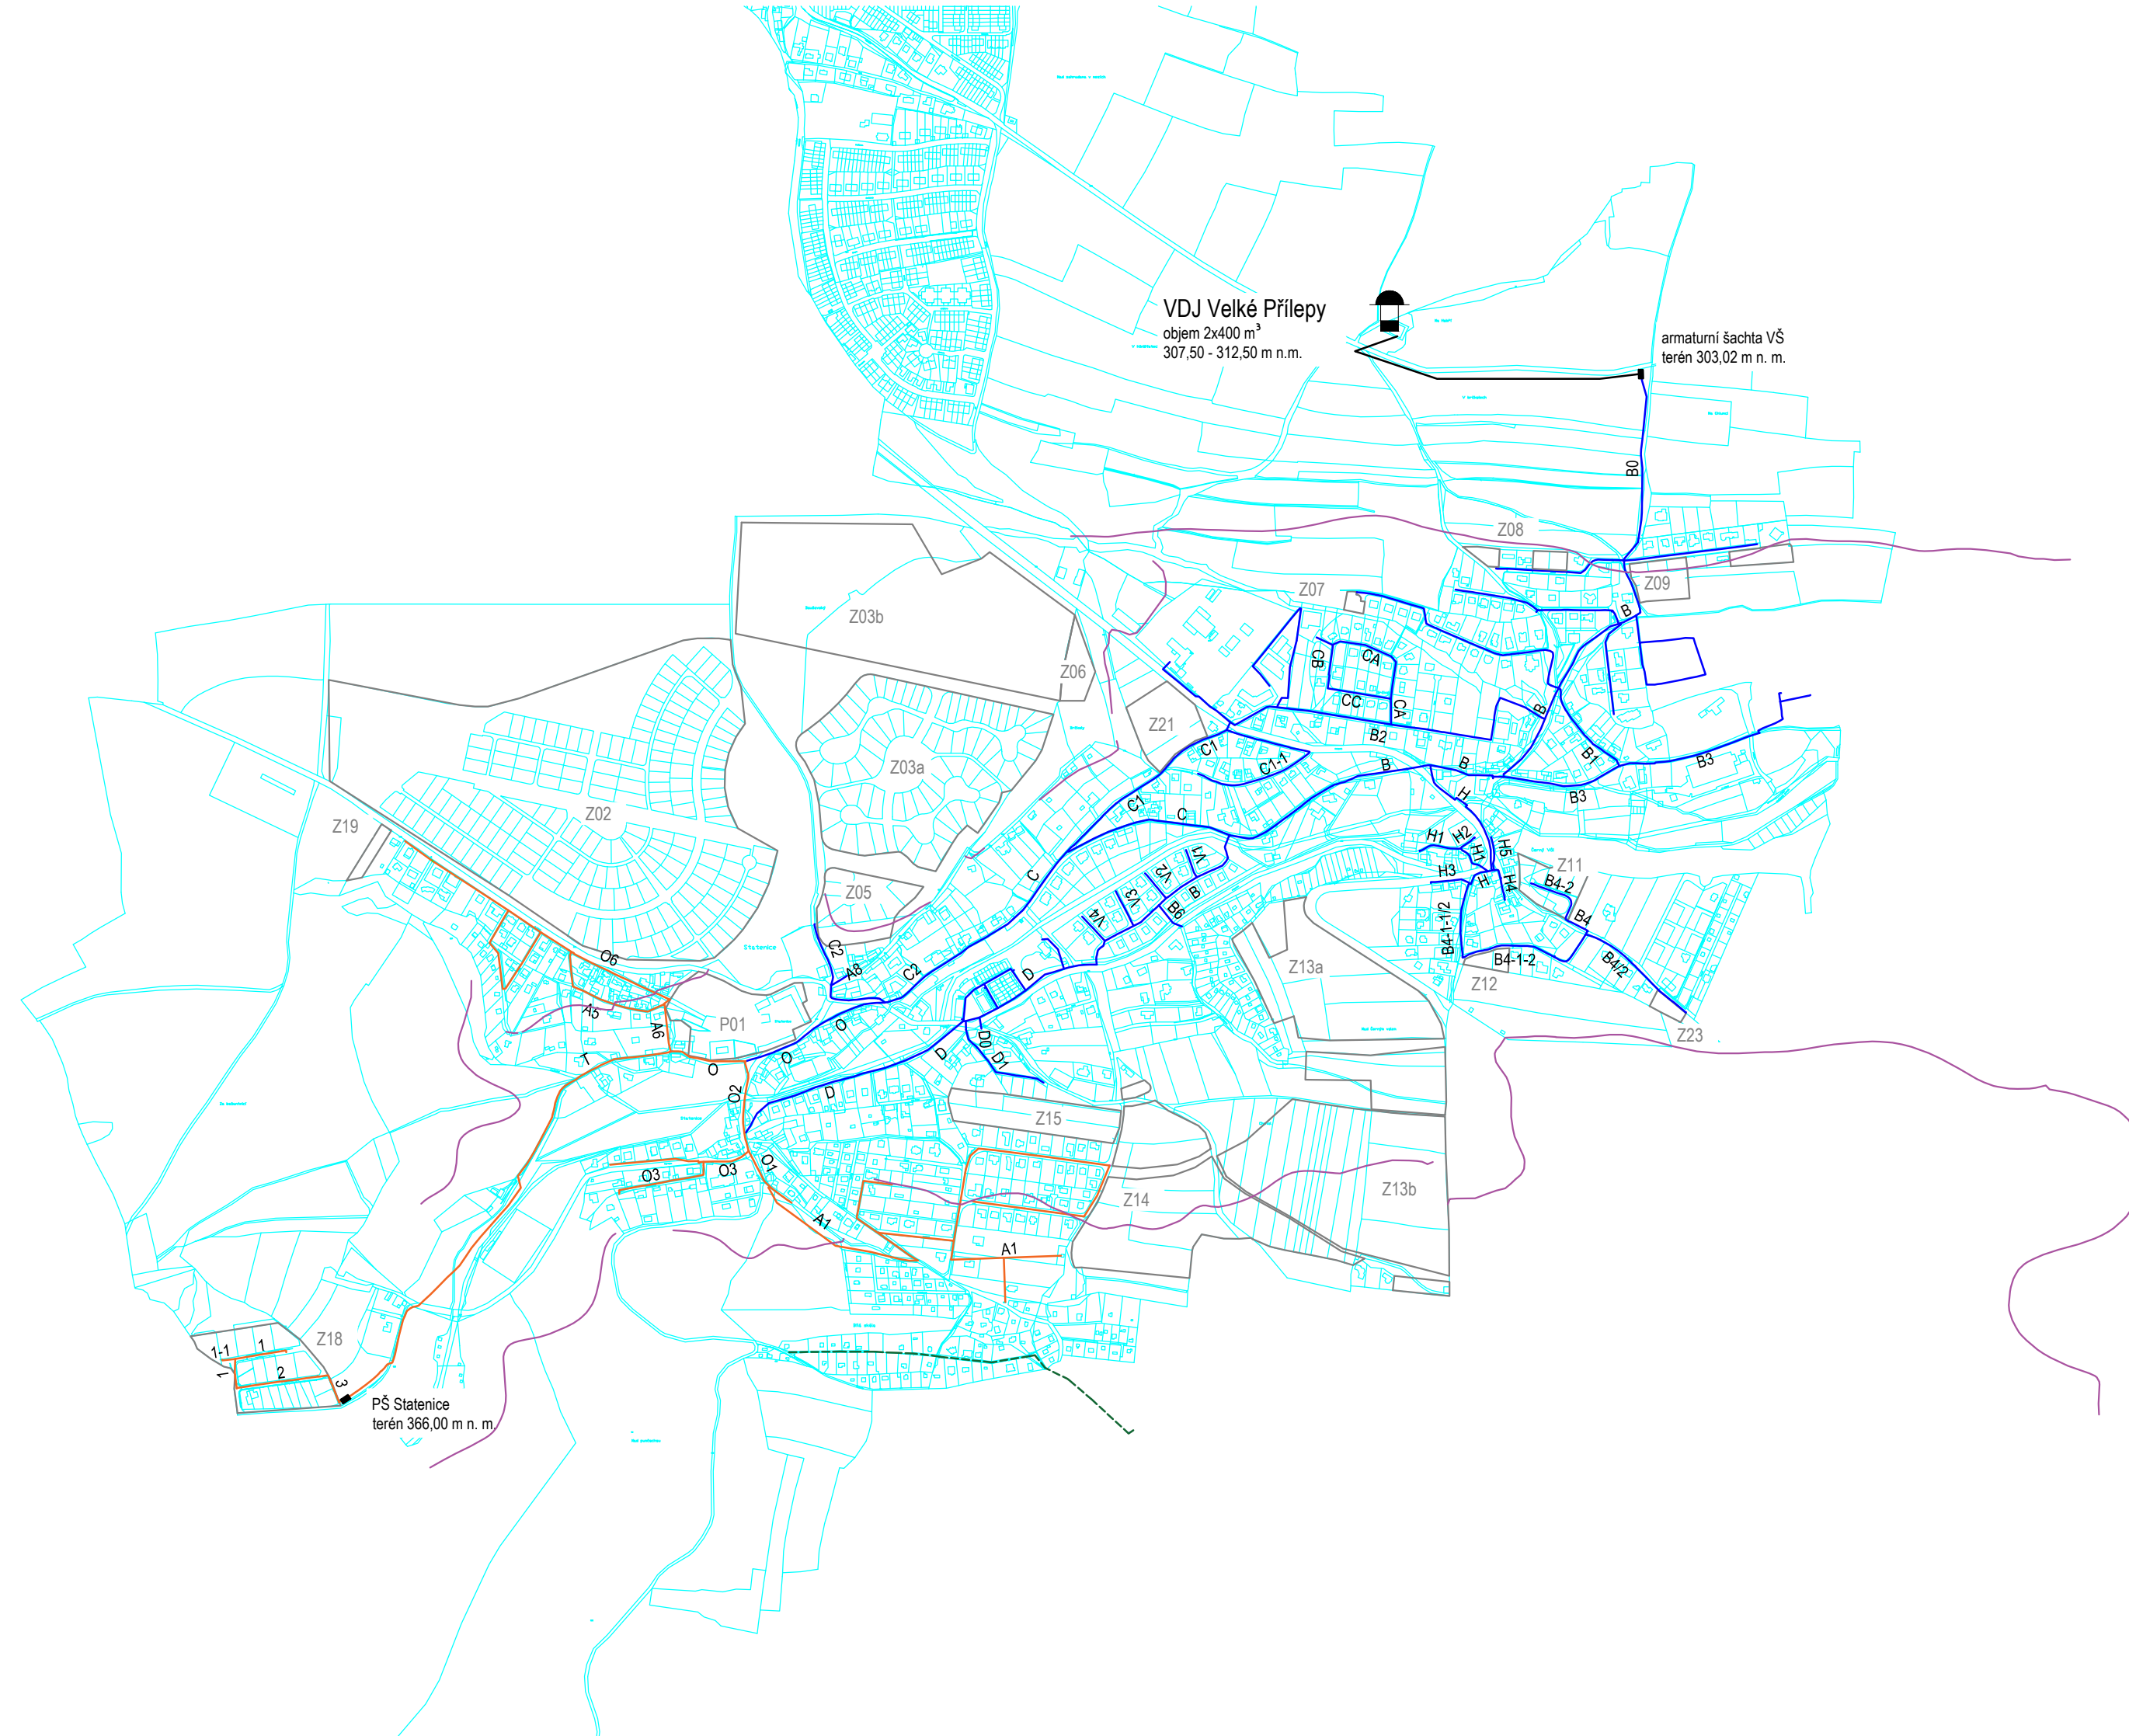 VDJ Velké Přílepy
objem 2x400 m³
307,50 - 312,50 m n.m.
armaturní šachta VŠ
terén 303,02 m n. m.
B0
Z08
Z09
Z07
B
Z03b
Z06
CB
CA
CC
CA
B2
B
Z21
C1
C1-1
B1
B3
Z03a
B
B
B3
H
C1
C
Z02
Z19
H1
H2
H1
H5
V1
V2
H3
H
H4
Z11
B4-2
C
Z05
V3
B
B6
V4
B4
B4-1-1/2
C2
A8
C2
O6
D
Z13a
B4-1-2
B4/2
Z12
Z23
A5
A6
P01
O
O
O
T
D
D0
D1
O2
D
Z15
O3
O3
O1
A1
A1
Z14
Z13b
Z18
1-1
1
1
2
3
PŠ Statenice
terén 366,00 m n. m.